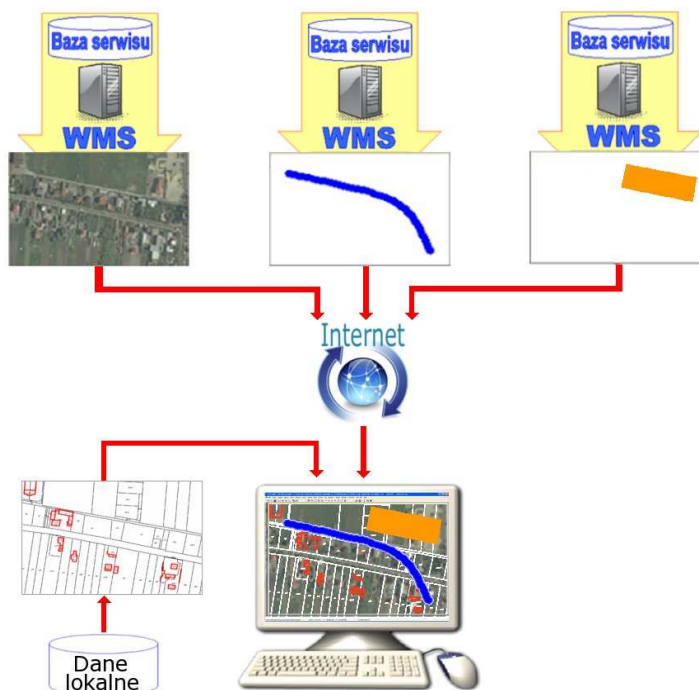 Baza serwisu
WMS
Baza serwisu
WMS
Baza serwisu
WMS
Internet
Dane
lokalne